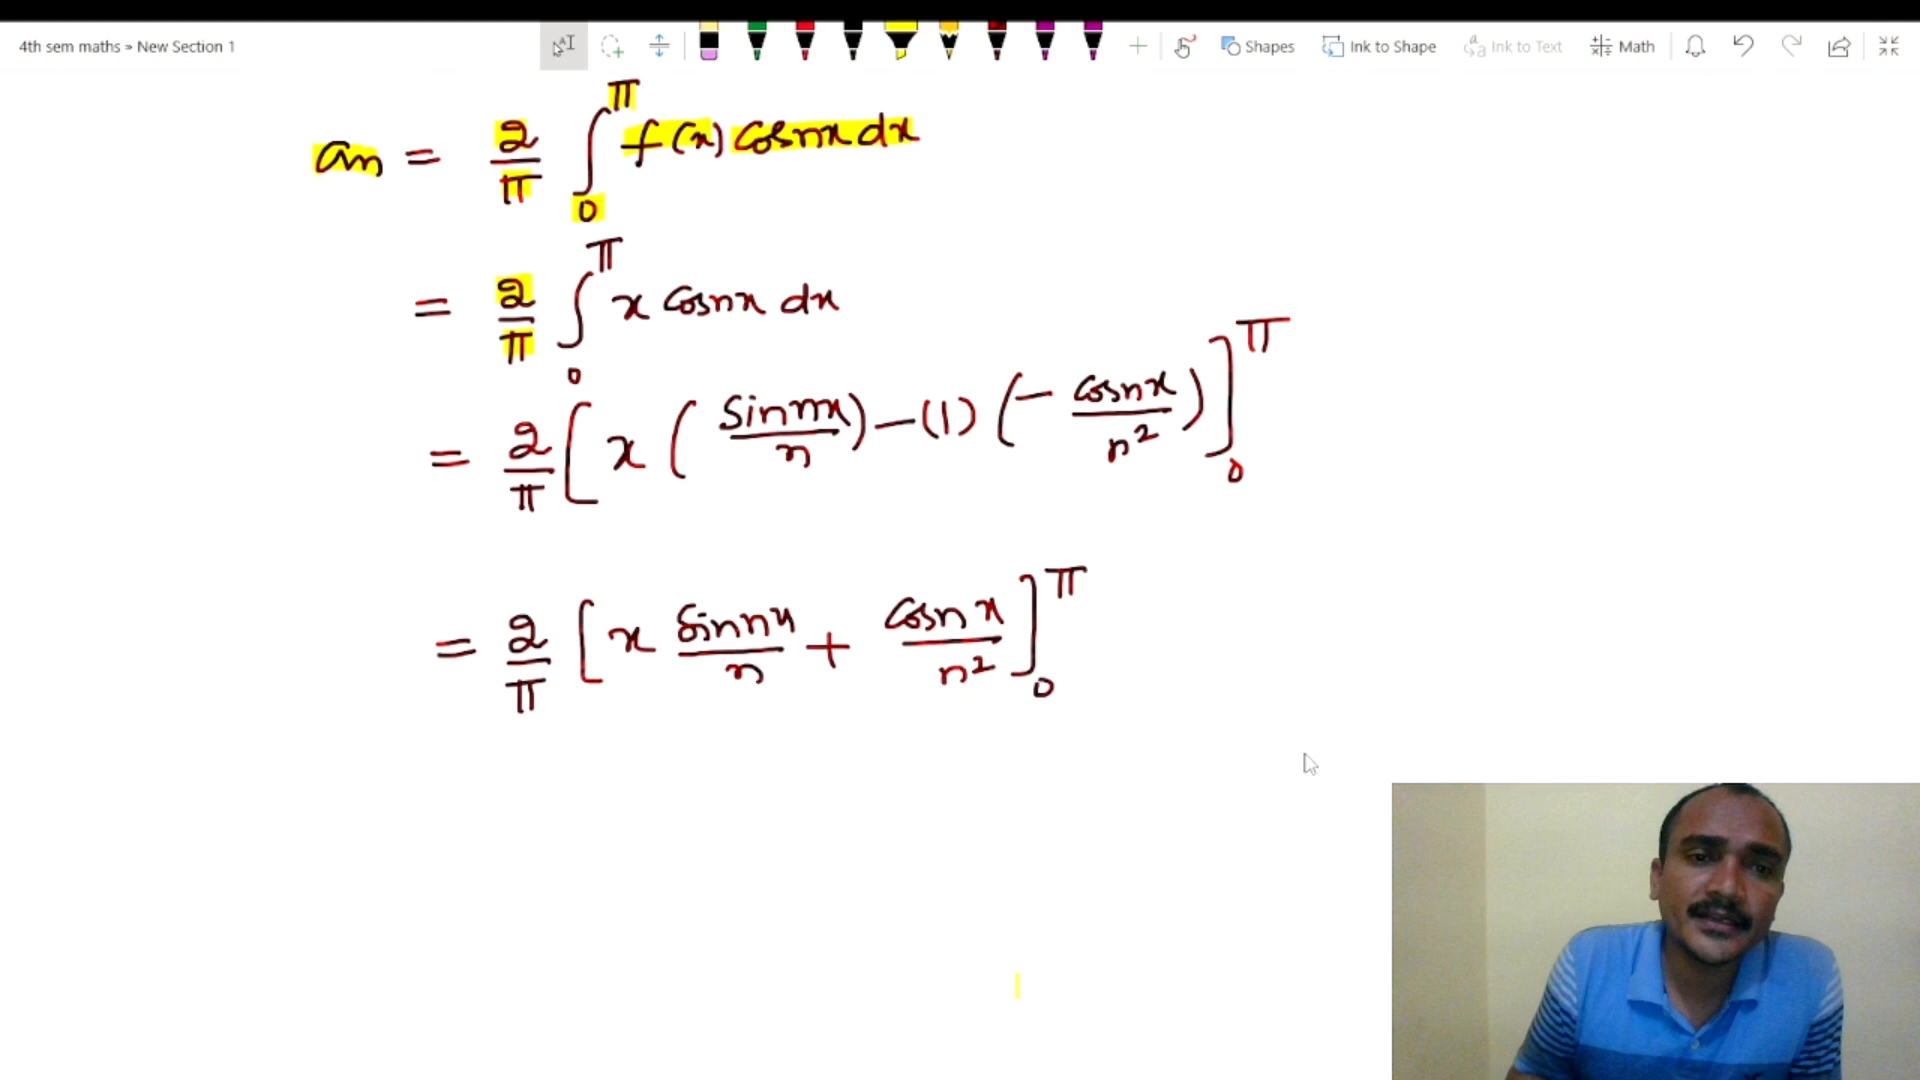 4th sem maths » New Section 1
Shapes Ink to Shape Ink to Text Math
an = 2/π ∫₀^π f(x) cosnx dx
= 2/π ∫₀^π x cosnx dx
= 2/π [x (sinnx/n) - (1) (- cosnx/n²)]₀^π
= 2/π [x sinnx/n + cosnx/n²]₀^π